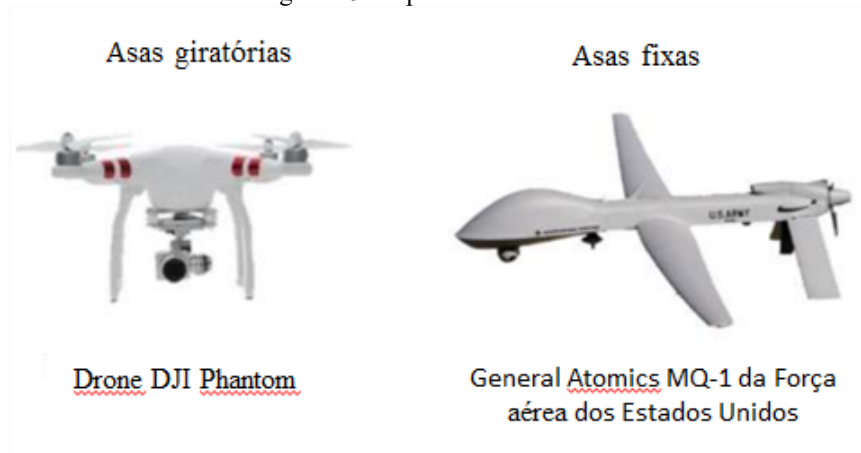 Asas giratórias
Asas fixas
U.S.ARMY
Drone DJI Phantom
General Atomics MQ-1 da Força
aérea dos Estados Unidos